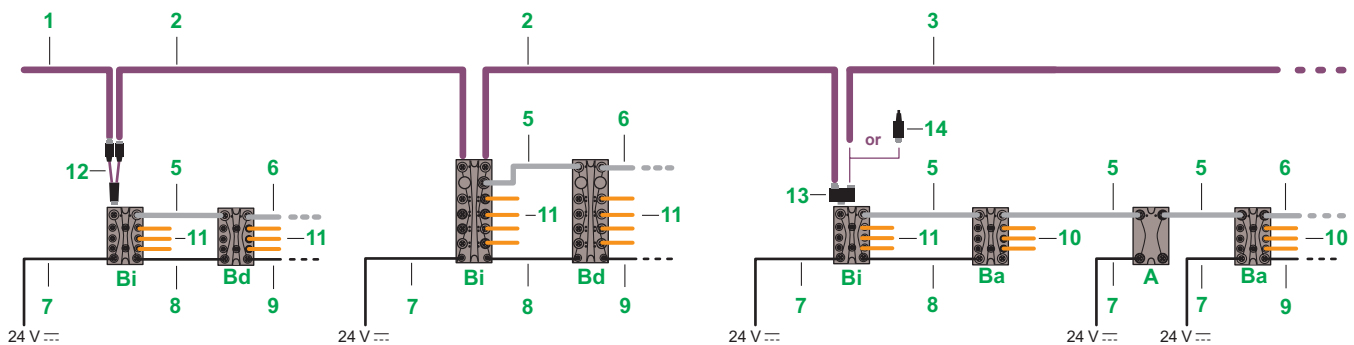 1 2 2 3
5 6 or 14
12 5 6 13 5 5 5 6
11 11 11 11 11 10 10
Bi Bd Bi Bd Bi Ba A Ba
7 8 9 7 8 9 7 8 7 7 9
24 V 24 V 24 V 24 V 24 V